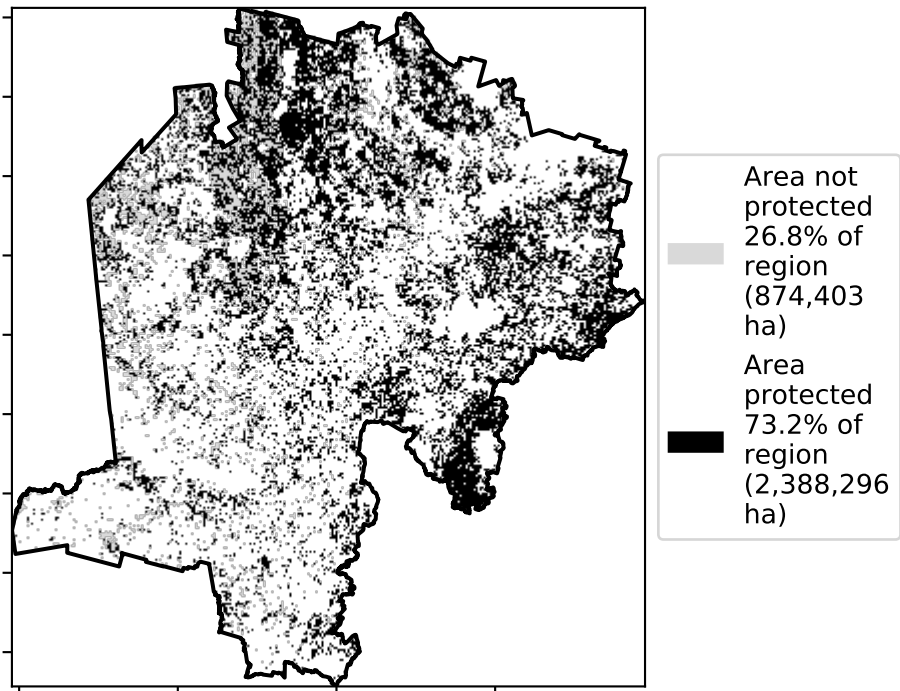 Area not
protected
26.8% of
region
(874,403
ha)
Area
protected
73.2% of
region
(2,388,296
ha)